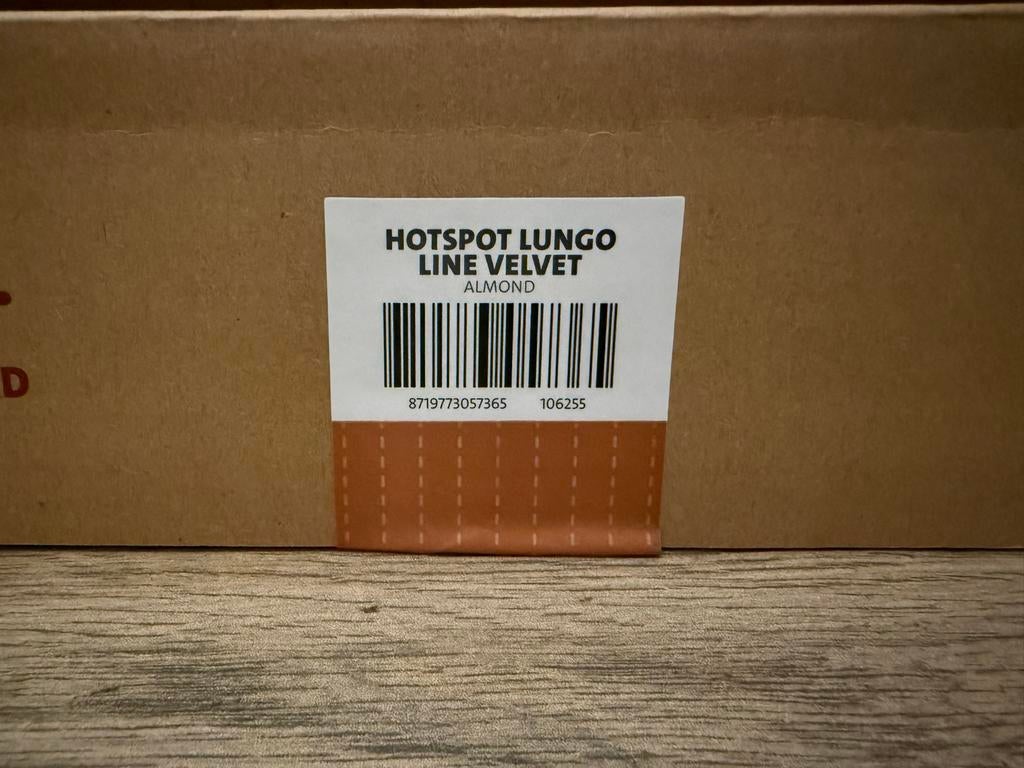 HOTSPOT LUNGO
LINE VELVET
ALMOND
8719773057365 106255
D